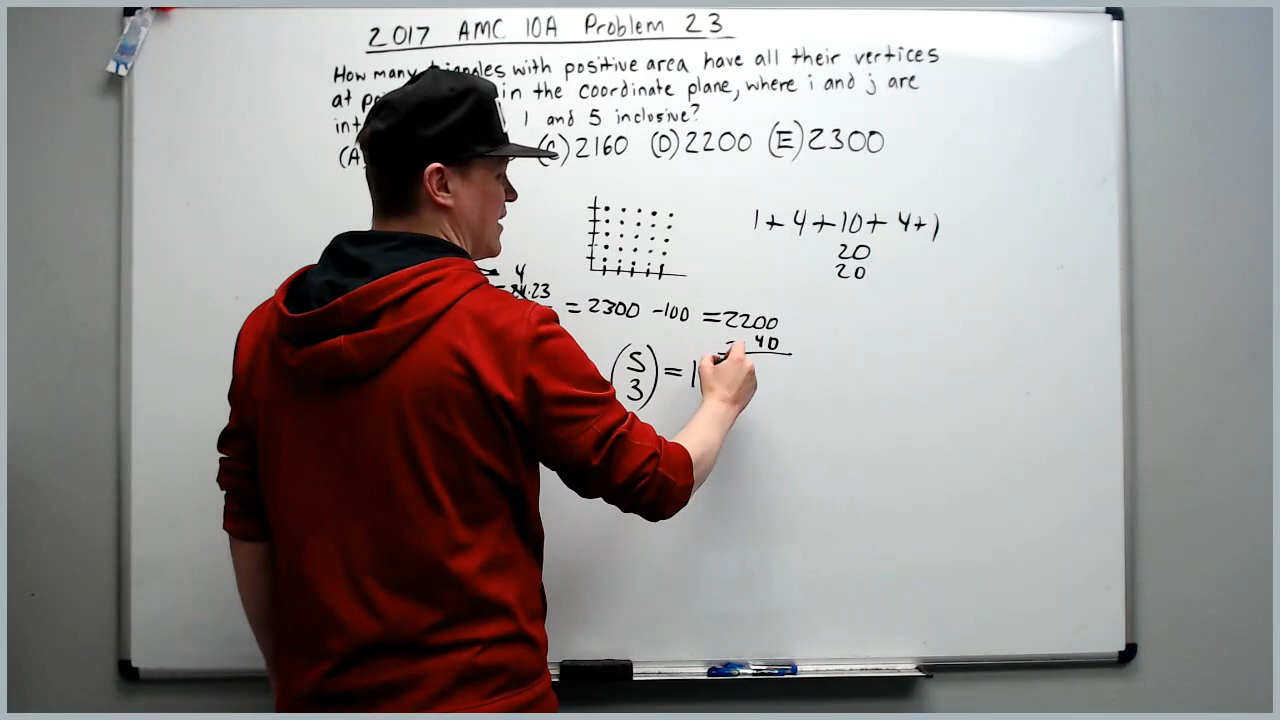 2017 AMC 10A Problem 23
How many triangles with positive area have all their vertices
at in the coordinate plane, where i and j are
1 and 5 inclusive?
(A) (C) 2160 (D) 2200 (E) 2300
1 + 4 + 10 + 4 + 1
20
20
4
23
= 2300 - 100 = 2200
40
(5 3) = 1